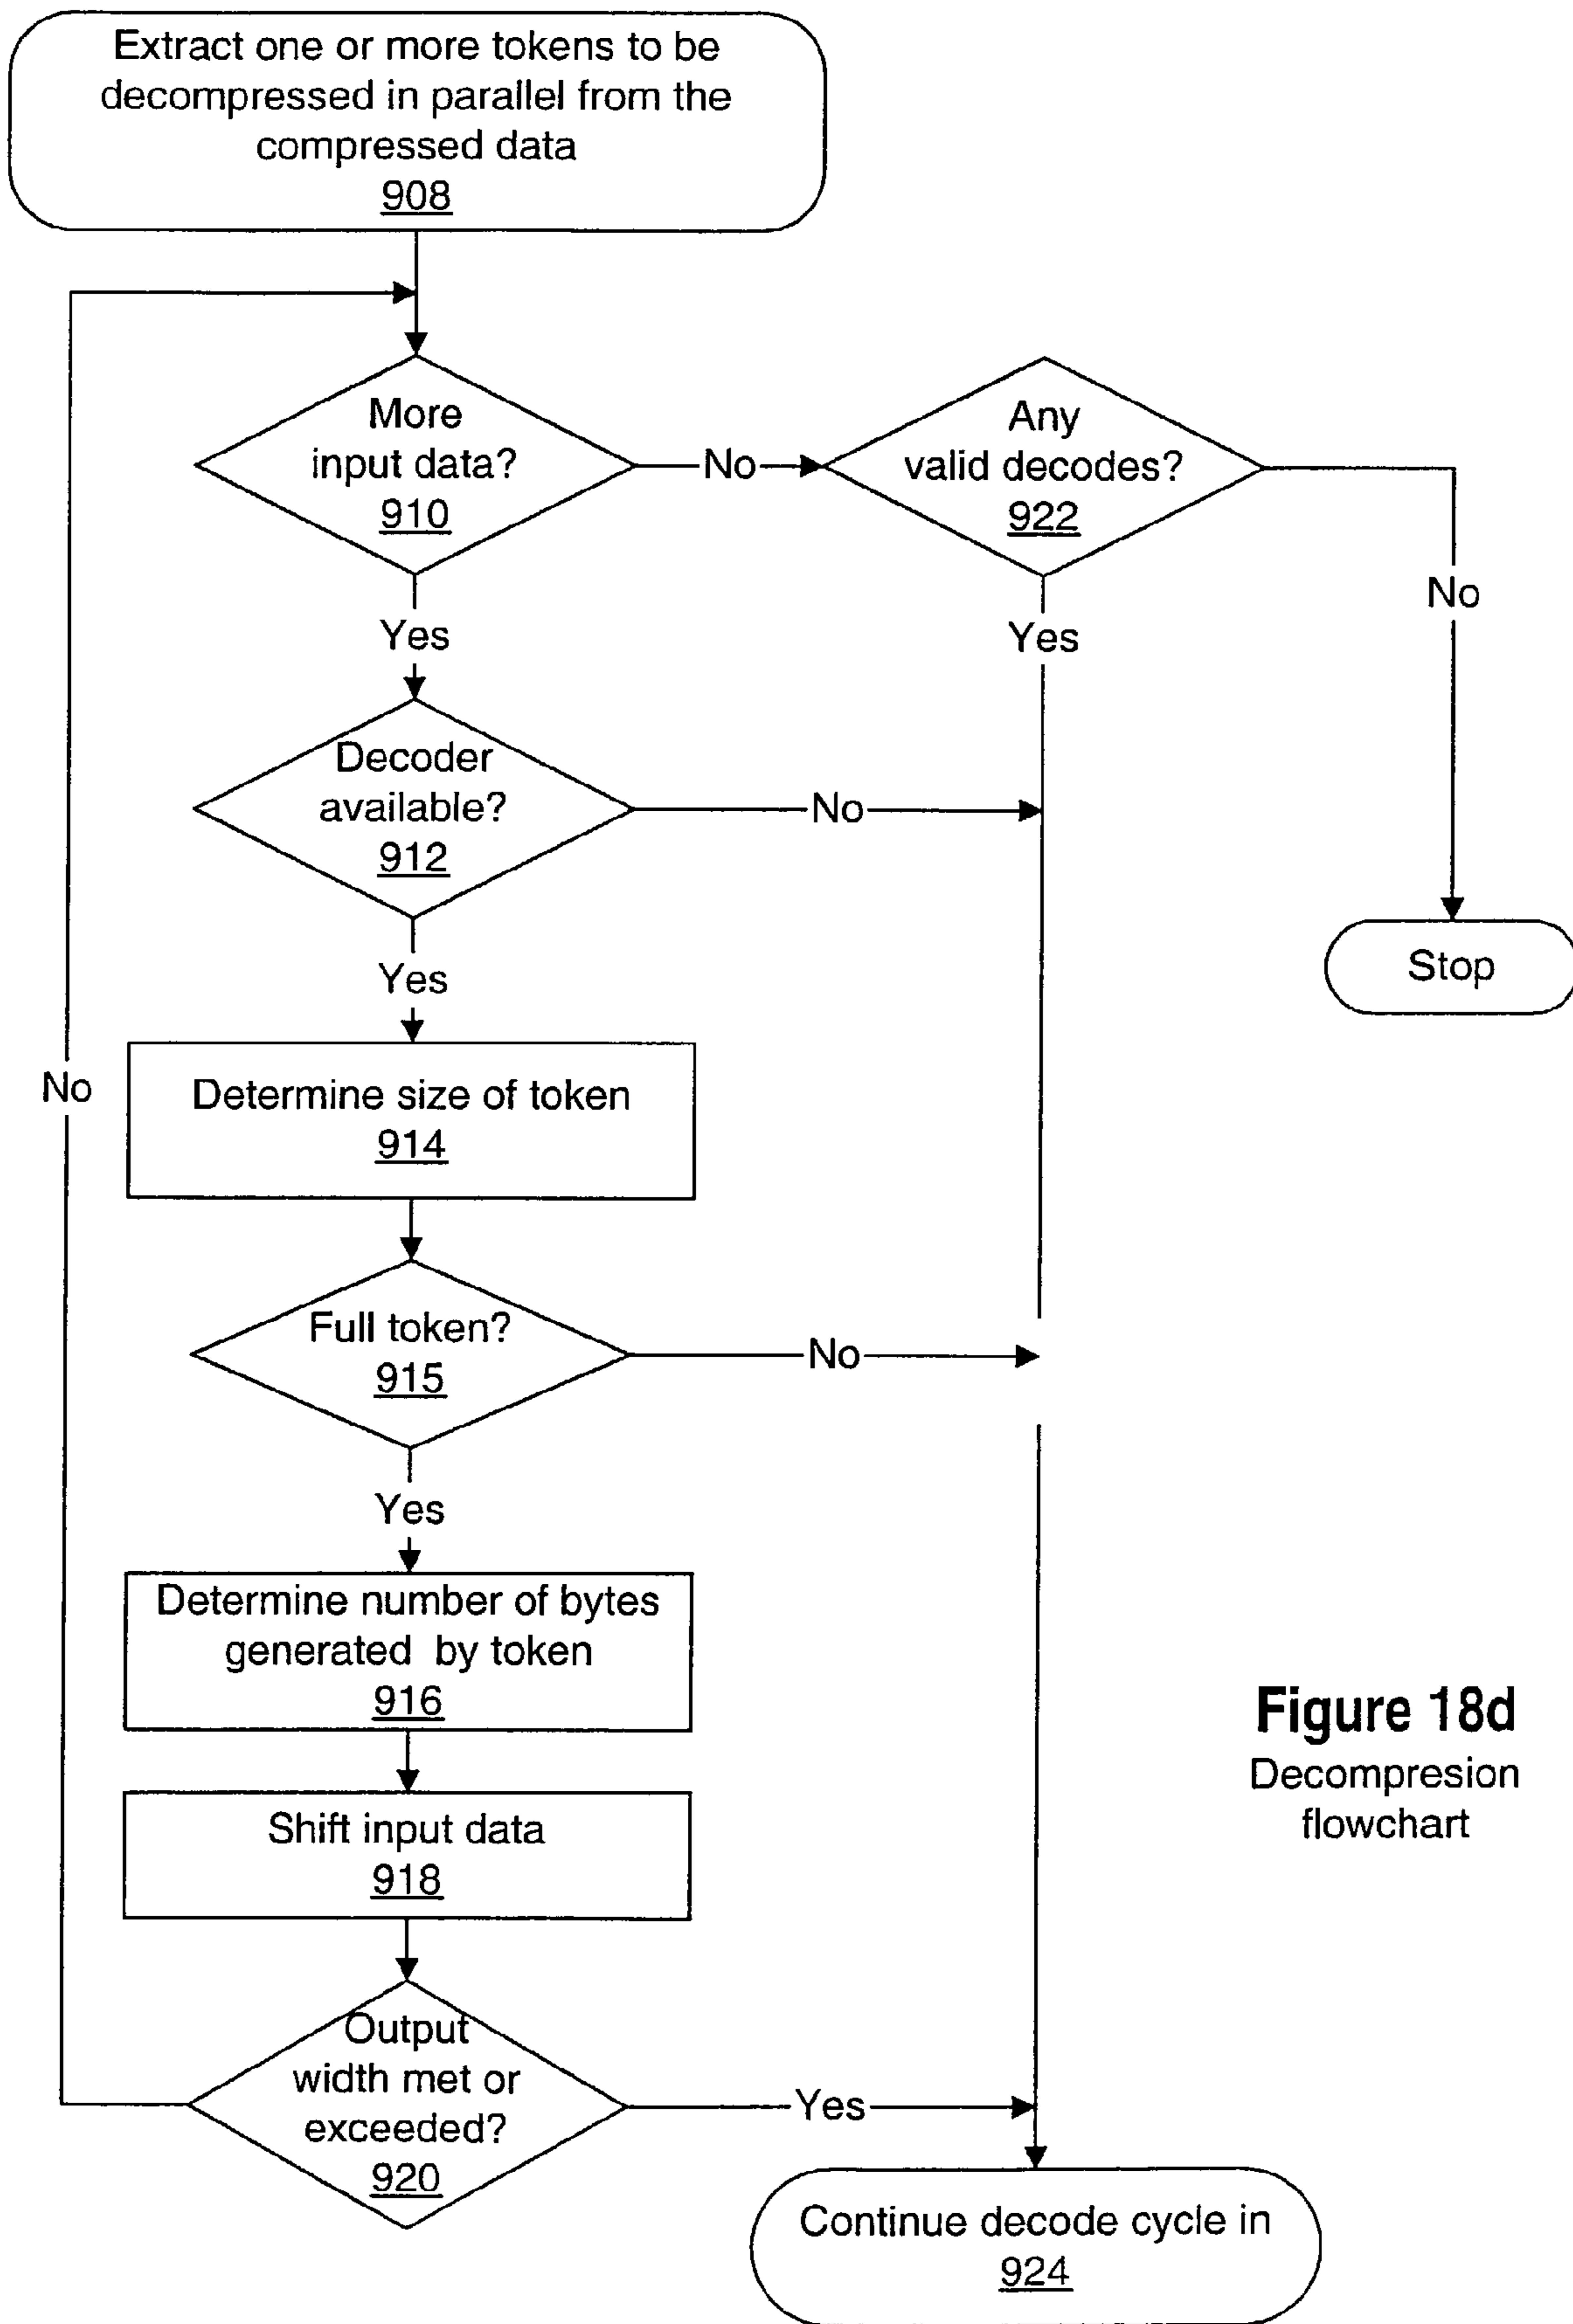 Extract one or more tokens to be
decompressed in parallel from the
compressed data
908
More
input data?
910
No
Any
valid decodes?
922
No
Yes
Yes
Decoder
available?
912
No
Stop
Yes
No
Determine size of token
914
Full token?
915
No
Yes
Determine number of bytes
generated by token
916
Shift input data
918
Output
width met or
exceeded?
920
Yes
Continue decode cycle in
924
Figure 18d
Decompresion
flowchart